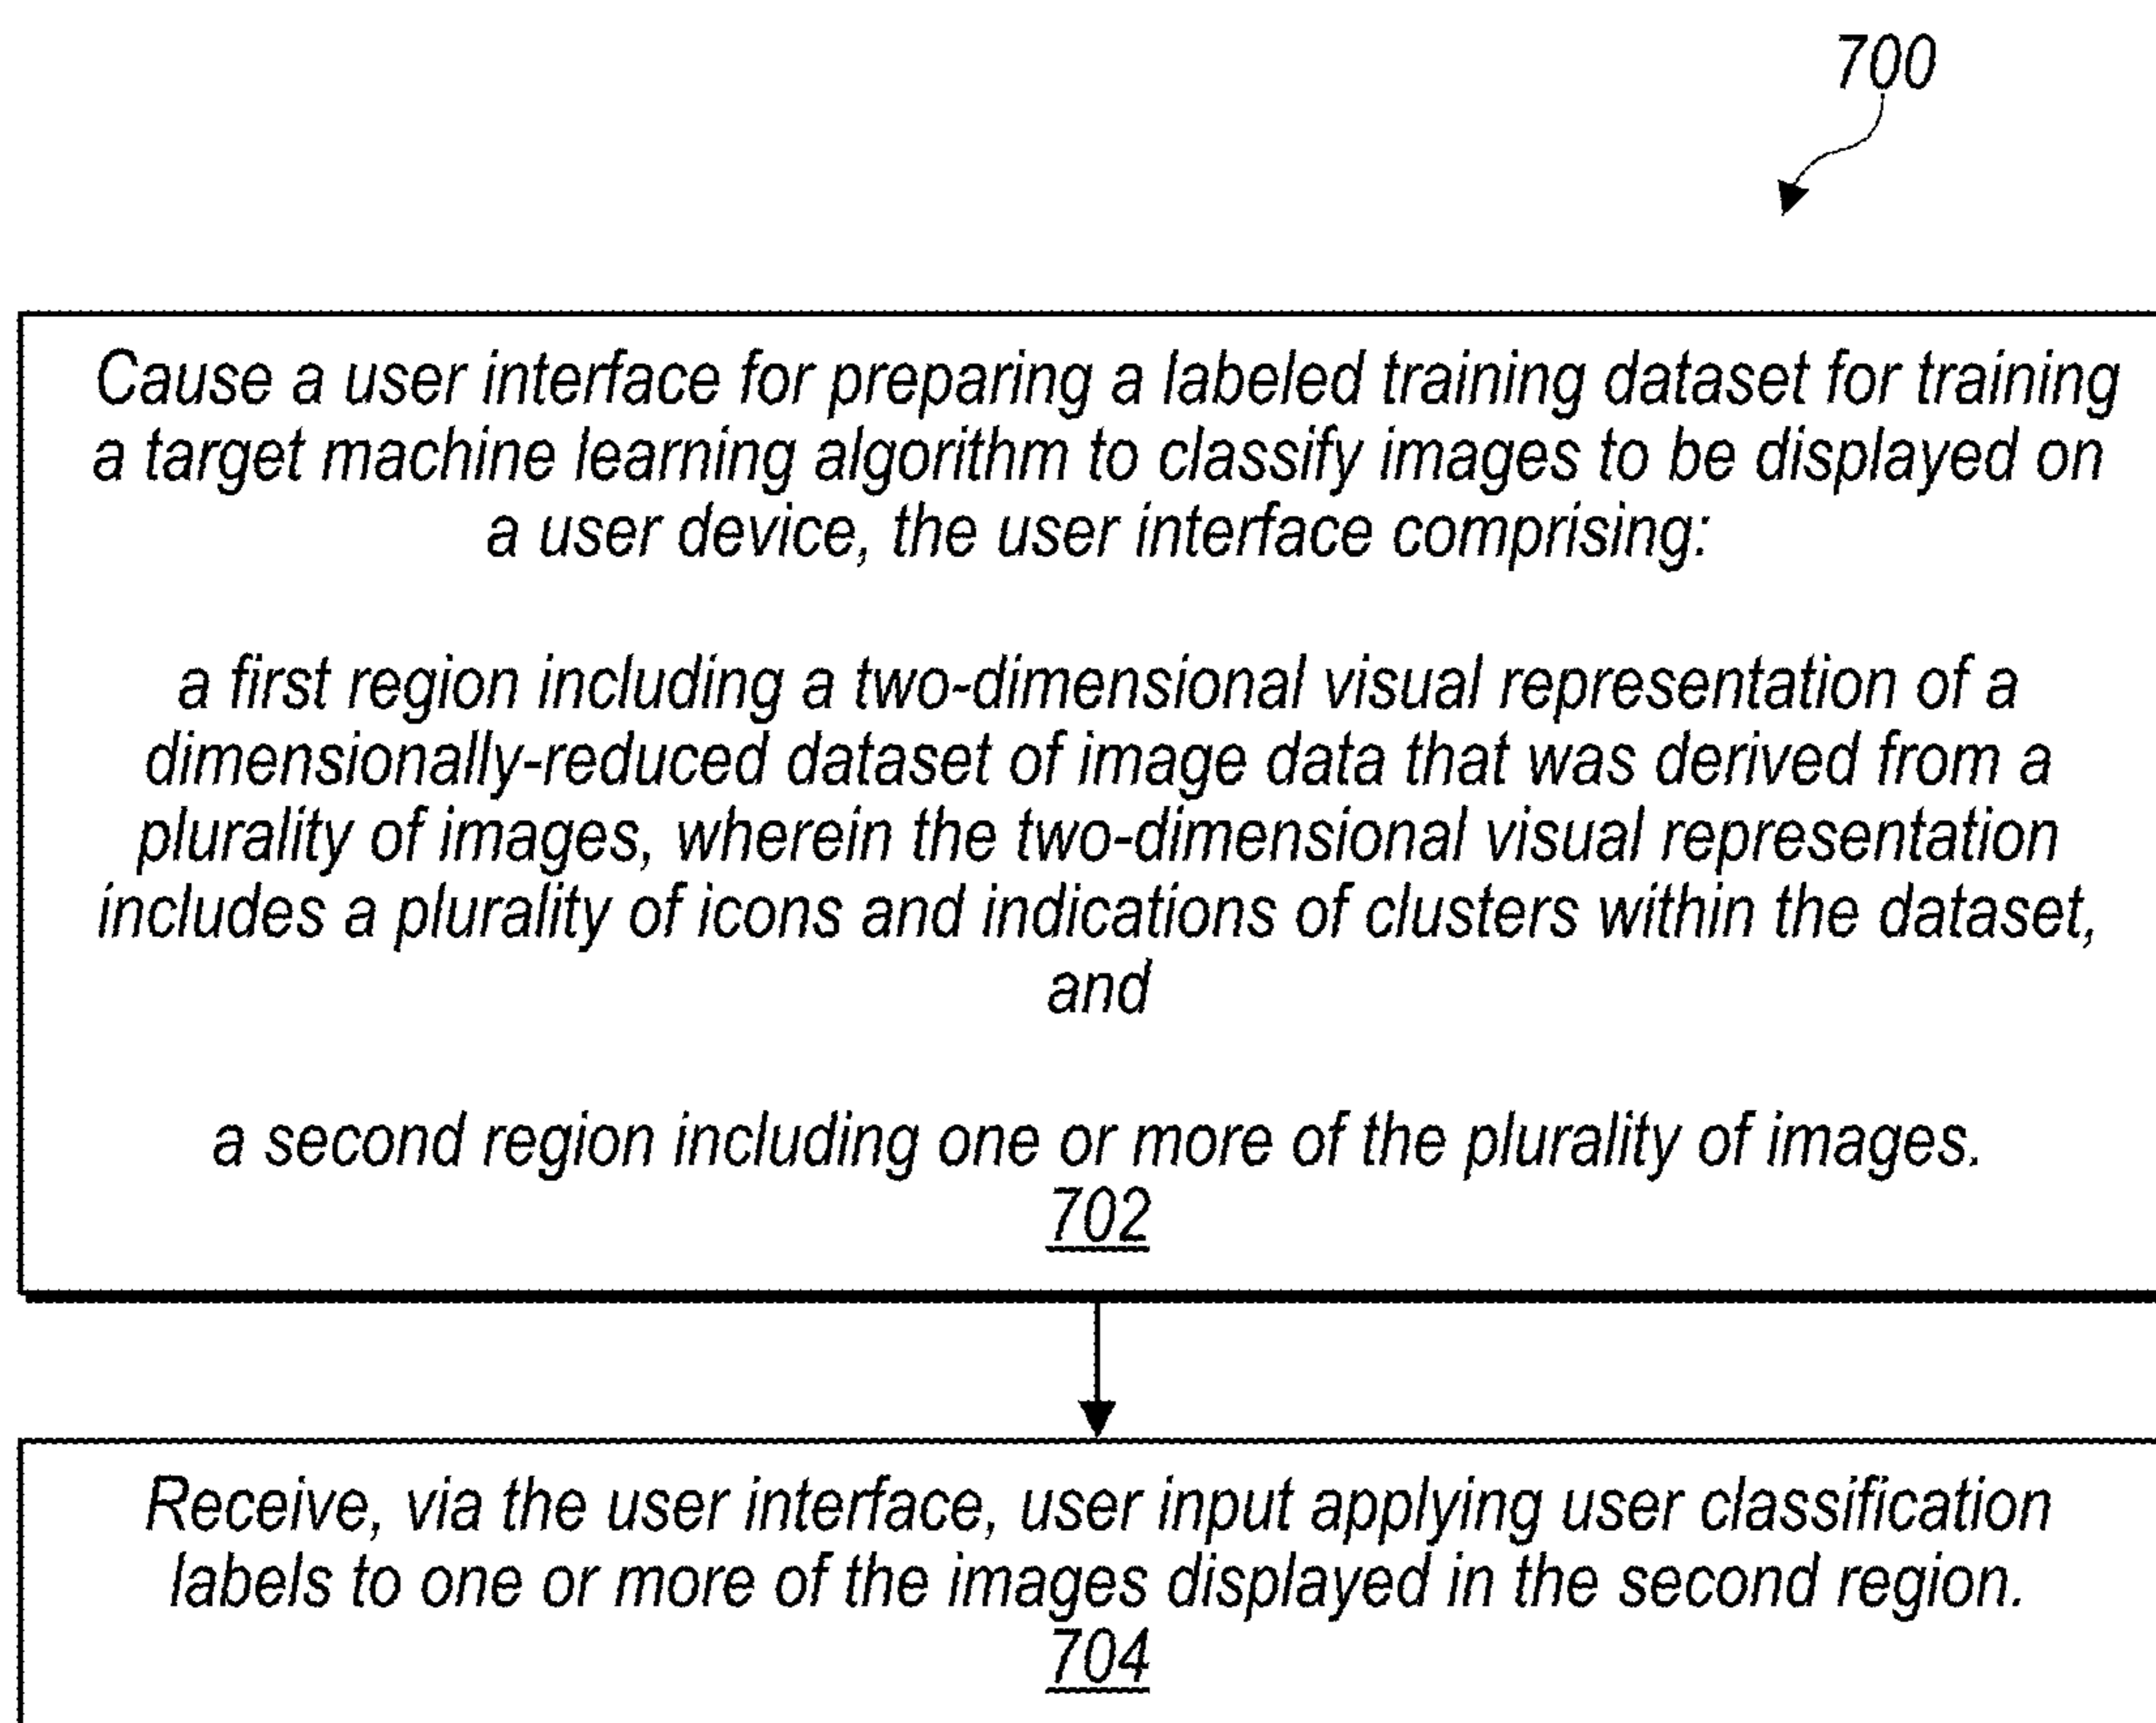 700
Cause a user interface for preparing a labeled training dataset for training
a target machine learning algorithm to classify images to be displayed on
a user device, the user interface comprising:
a first region including a two-dimensional visual representation of a
dimensionally-reduced dataset of image data that was derived from a
plurality of images, wherein the two-dimensional visual representation
includes a plurality of icons and indications of clusters within the dataset,
and
a second region including one or more of the plurality of images.
702
Receive, via the user interface, user input applying user classification
labels to one or more of the images displayed in the second region.
704